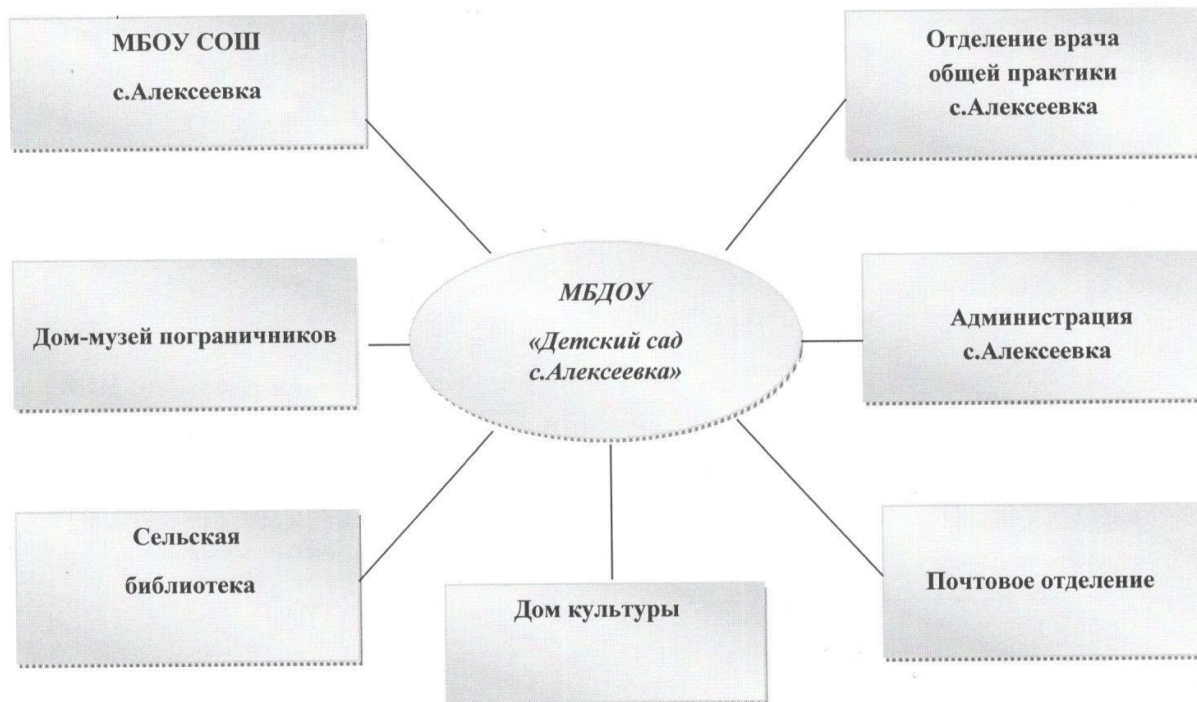 МБОУ СОШ
с.Алексеевка
Отделение врача
общей практики
с.Алексеевка
Дом-музей пограничников
МБДОУ
«Детский сад
с.Алексеевка»
Администрация
с.Алексеевка
Сельская
библиотека
Дом культуры
Почтовое отделение